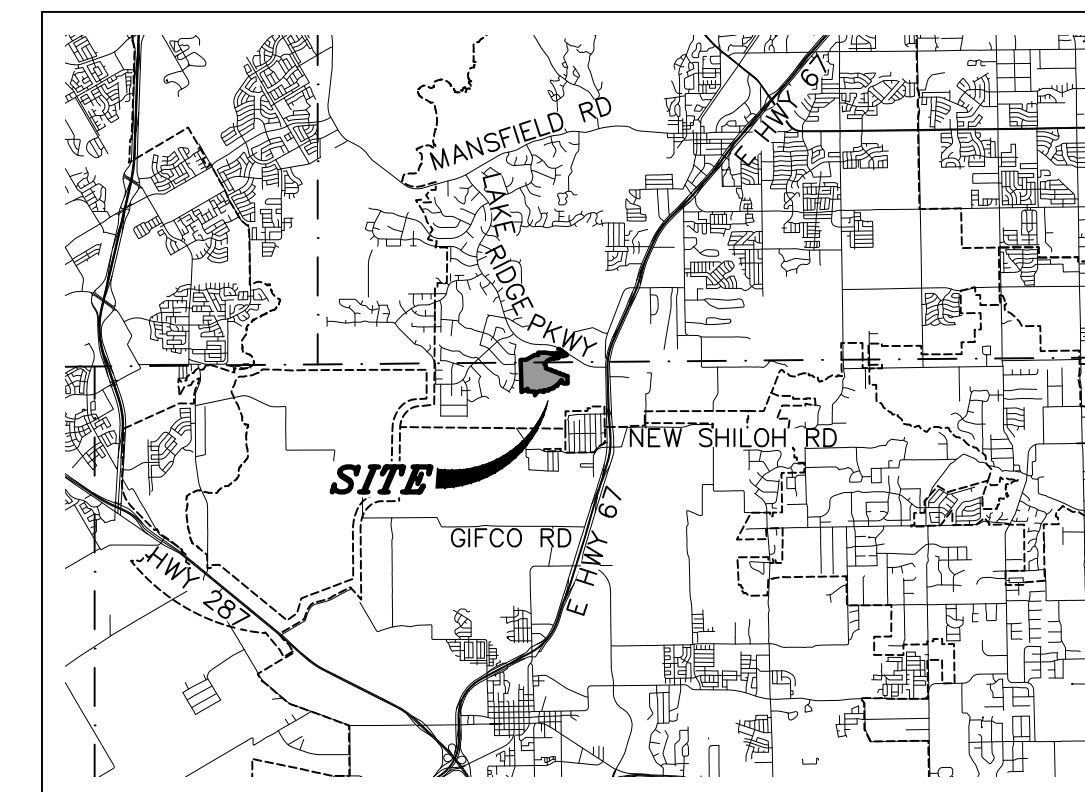 E HWY 67
MANSFIELD RD
LAKE RIDGE PKWY
NEW SHILOH RD
SITE
GIFCO RD
E HWY 67
HWY 287